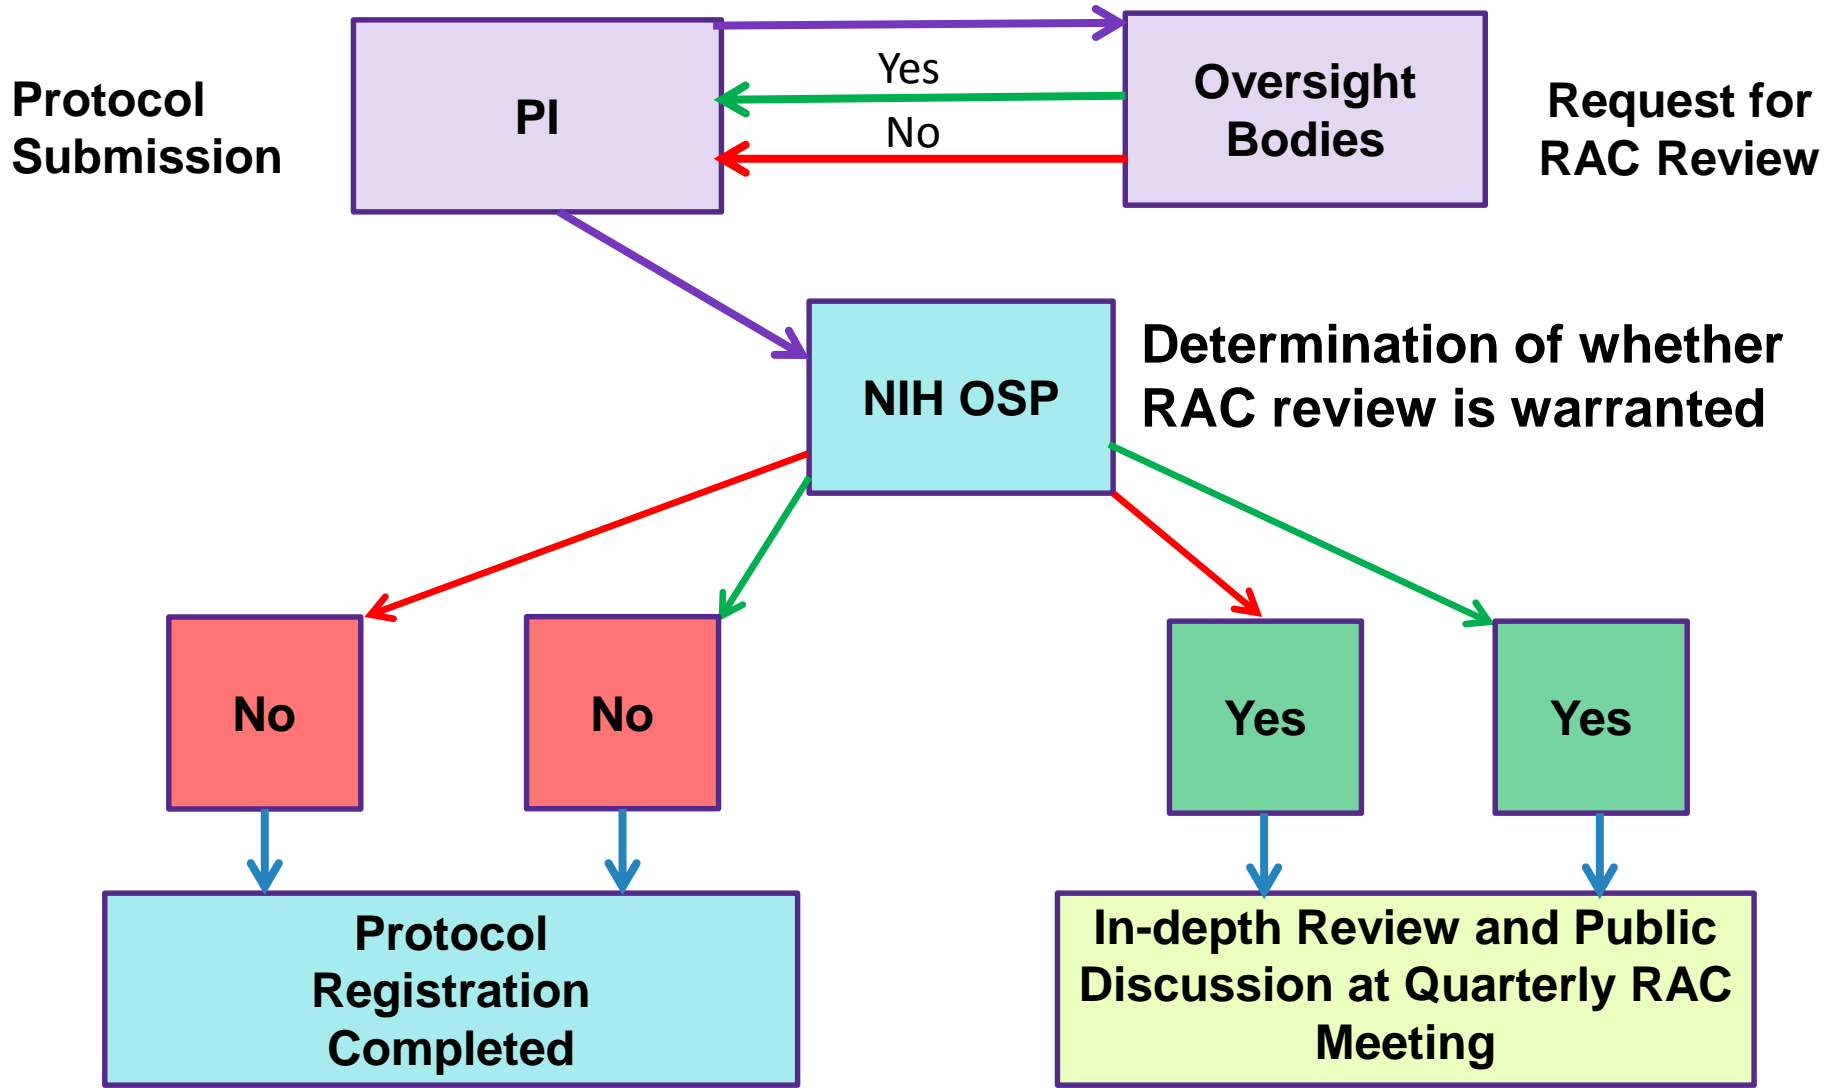 Protocol
Submission
PI
Yes
No
Oversight
Bodies
Request for
RAC Review
NIH OSP
Determination of whether
RAC review is warranted
No
No
Yes
Yes
Protocol
Registration
Completed
In-depth Review and Public
Discussion at Quarterly RAC
Meeting